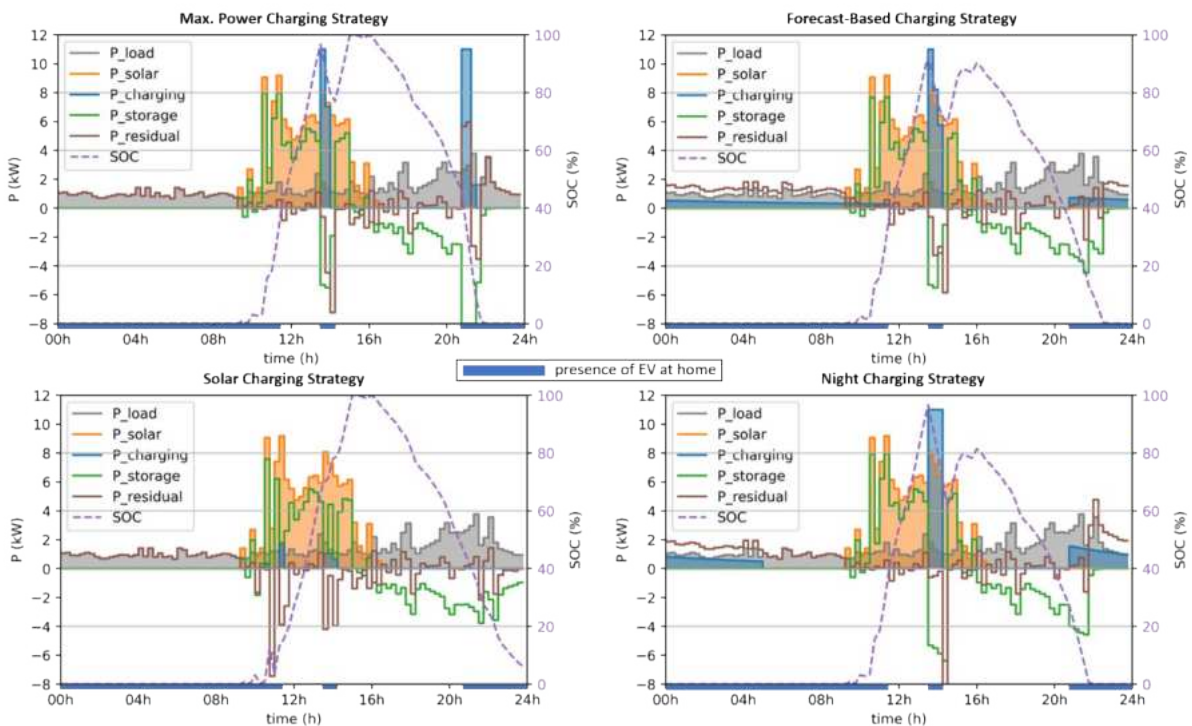 Max. Power Charging Strategy
P (kW)
12
10
8
6
4
2
0
−2
−4
−6
−8
P_load
P_solar
P_charging
P_storage
P_residual
SOC
100
80
60
40
20
0
SOC (%)
00h 04h 08h 12h 16h 20h 24h
time (h)
Forecast-Based Charging Strategy
P (kW)
12
10
8
6
4
2
0
−2
−4
−6
−8
P_load
P_solar
P_charging
P_storage
P_residual
SOC
100
80
60
40
20
0
SOC (%)
00h 04h 08h 12h 16h 20h 24h
time (h)
presence of EV at home
Solar Charging Strategy
P (kW)
12
10
8
6
4
2
0
−2
−4
−6
−8
P_load
P_solar
P_charging
P_storage
P_residual
SOC
100
80
60
40
20
0
SOC (%)
00h 04h 08h 12h 16h 20h 24h
time (h)
Night Charging Strategy
P (kW)
12
10
8
6
4
2
0
−2
−4
−6
−8
P_load
P_solar
P_charging
P_storage
P_residual
SOC
100
80
60
40
20
0
SOC (%)
00h 04h 08h 12h 16h 20h 24h
time (h)